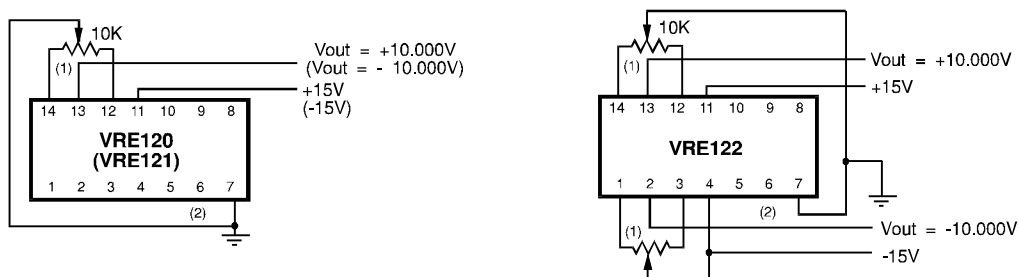 10K
(1)
Vout = +10.000V
(Vout = - 10.000V)
+15V
(-15V)
14 13 12 11 10 9 8
VRE120
(VRE121)
1 2 3 4 5 6 7
(2)
10K
(1)
Vout = +10.000V
+15V
14 13 12 11 10 9 8
VRE122
1 2 3 4 5 6 7
(2)
(1)
Vout = -10.000V
-15V